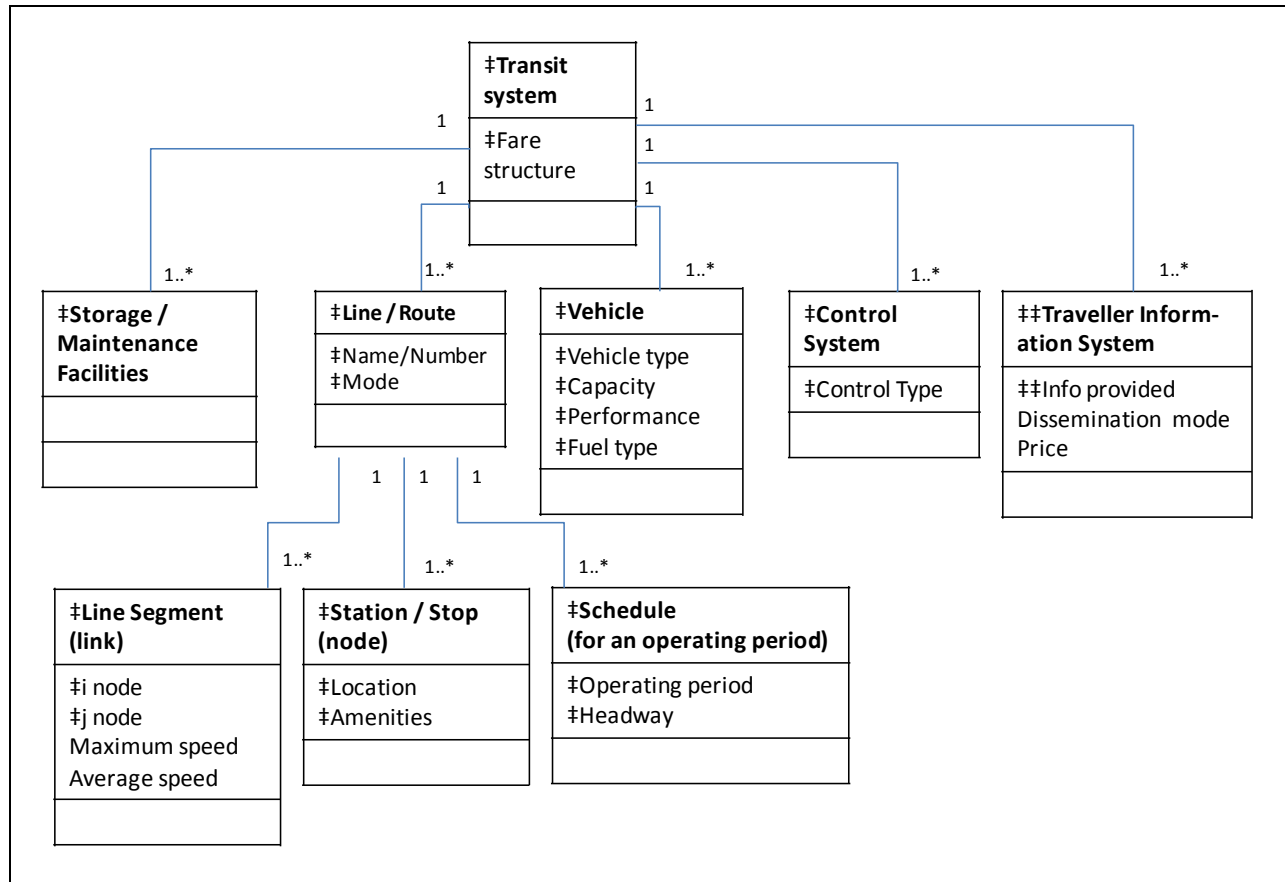 ‡Transit
system
‡Fare
structure
1
1
1
1
1
1..*
1..*
1..*
1..*
1..*
‡Storage /
Maintenance
Facilities
‡Line / Route
‡Name/Number
‡Mode
‡Vehicle
‡Vehicle type
‡Capacity
‡Performance
‡Fuel type
‡Control
System
‡Control Type
‡‡Traveller Inform-
ation System
‡‡Info provided
Dissemination mode
Price
1
1
1
1..*
1..*
1..*
‡Line Segment
(link)
‡i node
‡j node
Maximum speed
Average speed
‡Station / Stop
(node)
‡Location
‡Amenities
‡Schedule
(for an operating period)
‡Operating period
‡Headway